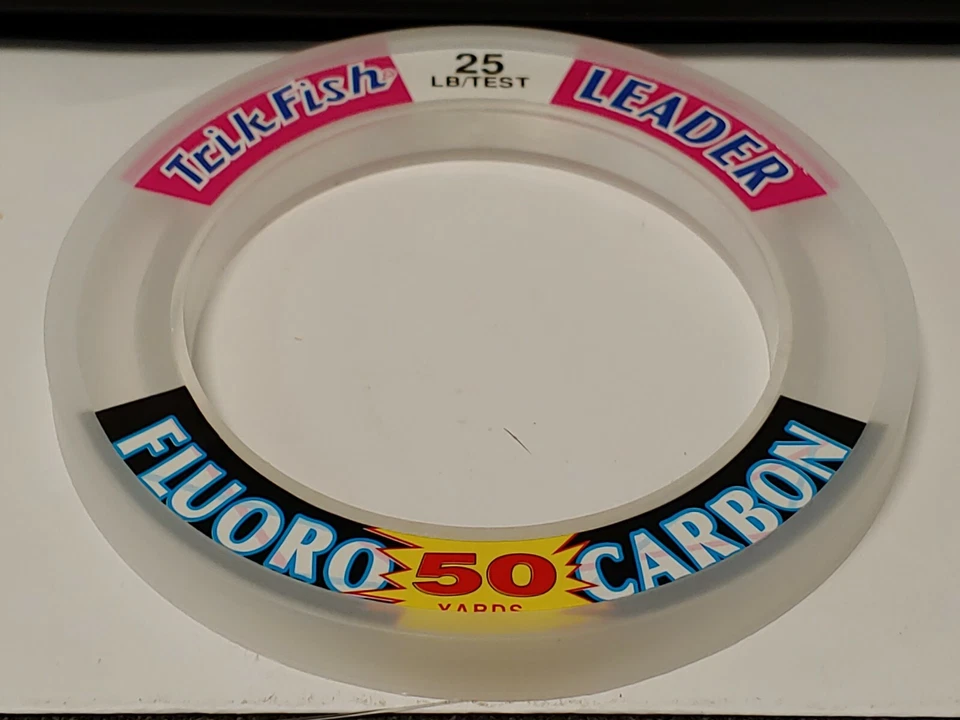 TrikFish
25
LB/TEST
LEADER
FLUORO
50
YARDS
CARBON